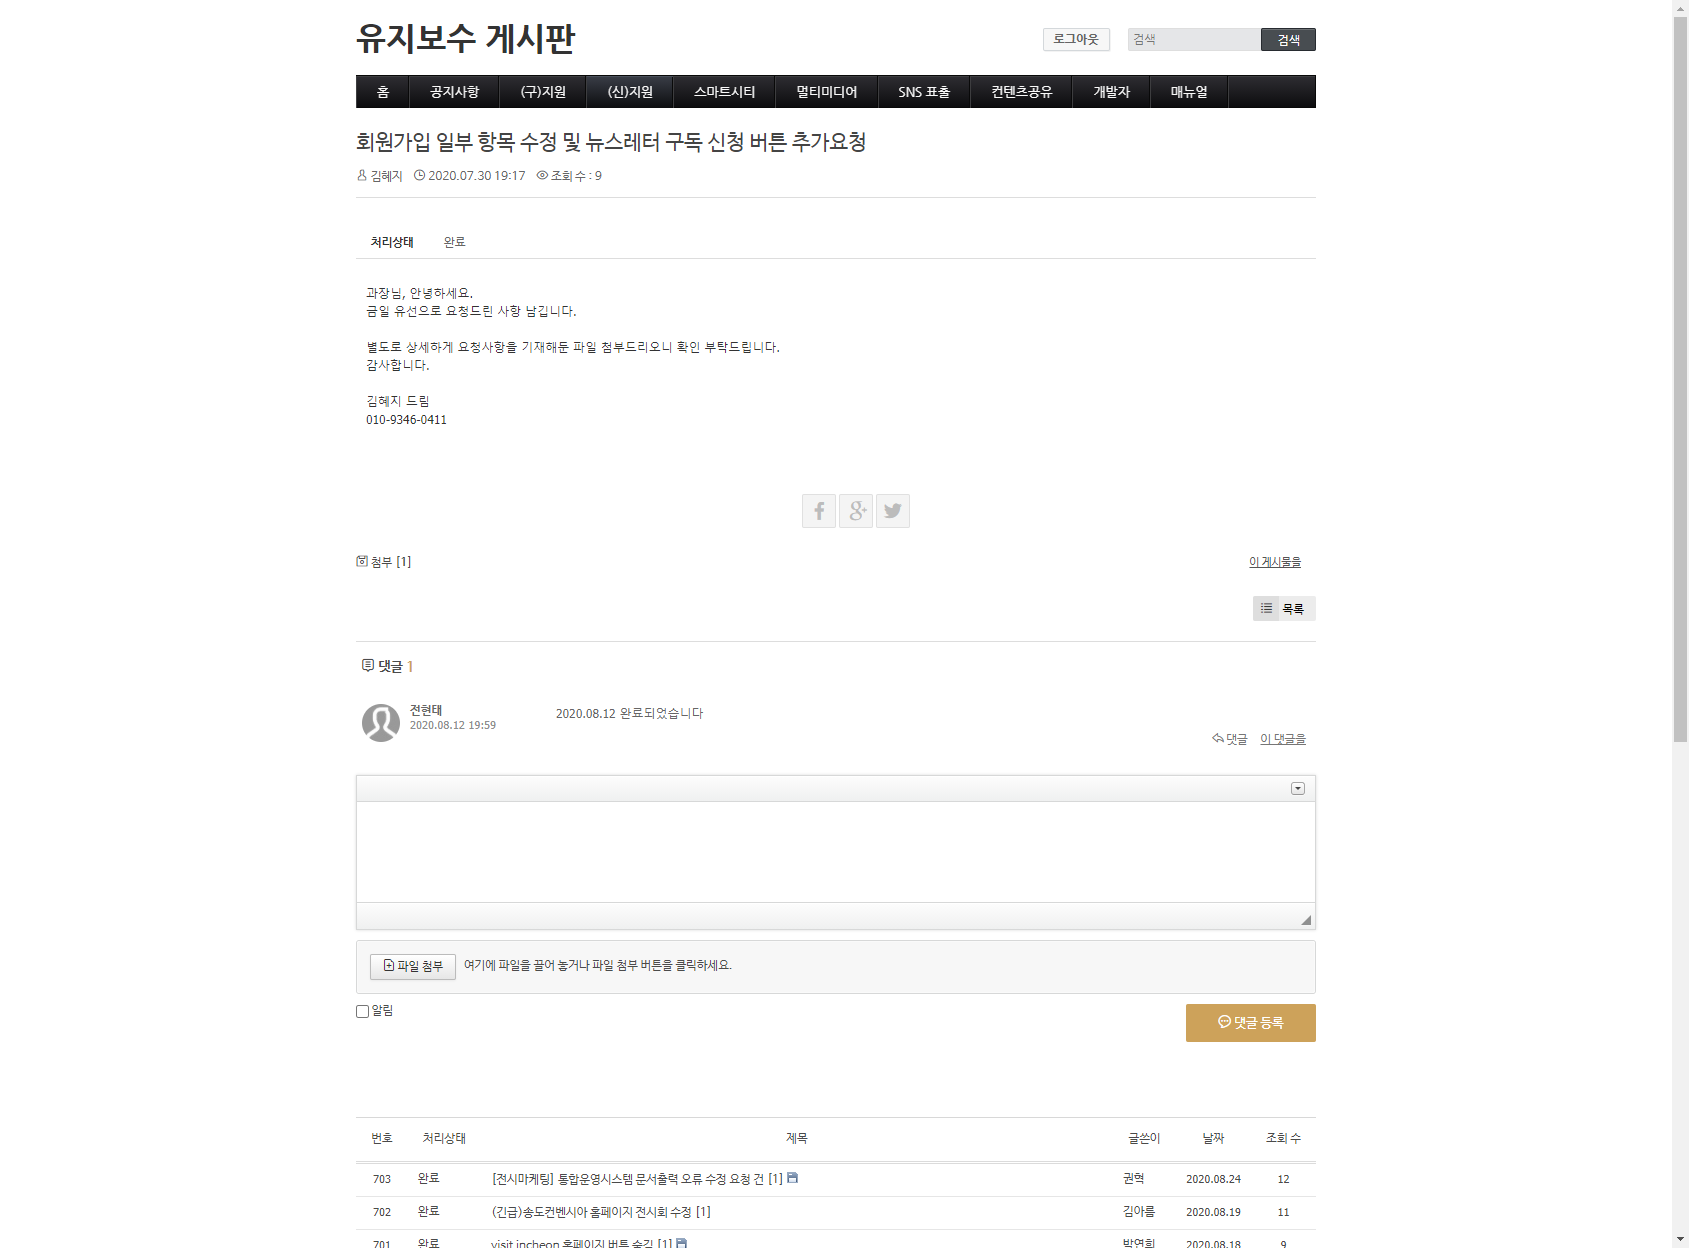 유지보수 게시판
로그아웃 검색 검색
홈 공지사항 (구)지원 (신)지원 스마트시티 멀티미디어 SNS 표출 컨텐츠공유 개발자 매뉴얼
회원가입 일부 항목 수정 및 뉴스레터 구독 신청 버튼 추가요청
김혜지 2020.07.30 19:17 조회 수 : 9
처리상태 완료
과장님, 안녕하세요.
금일 유선으로 요청드린 사항 남깁니다.
별도로 상세하게 요청사항을 기재해둔 파일 첨부드리오니 확인 부탁드립니다.
감사합니다.
김혜지 드림
010-9346-0411
첨부 [1] 이 게시물을
목록
댓글 1
전현태 2020.08.12 완료되었습니다
2020.08.12 19:59
댓글 이 댓글을
파일 첨부 여기에 파일을 끌어 놓거나 파일 첨부 버튼을 클릭하세요.
알림 댓글 등록
번호 처리상태 제목 글쓴이 날짜 조회 수
703 완료 [전시마케팅] 통합운영시스템 문서출력 오류 수정 요청 건 [1] 권혁 2020.08.24 12
702 완료 (긴급)송도컨벤시아 홈페이지 전시회 수정 [1] 김아름 2020.08.19 11
701 완료 visit incheon 홈페이지 버튼 숨김 [1] 박연희 2020.08.18 9